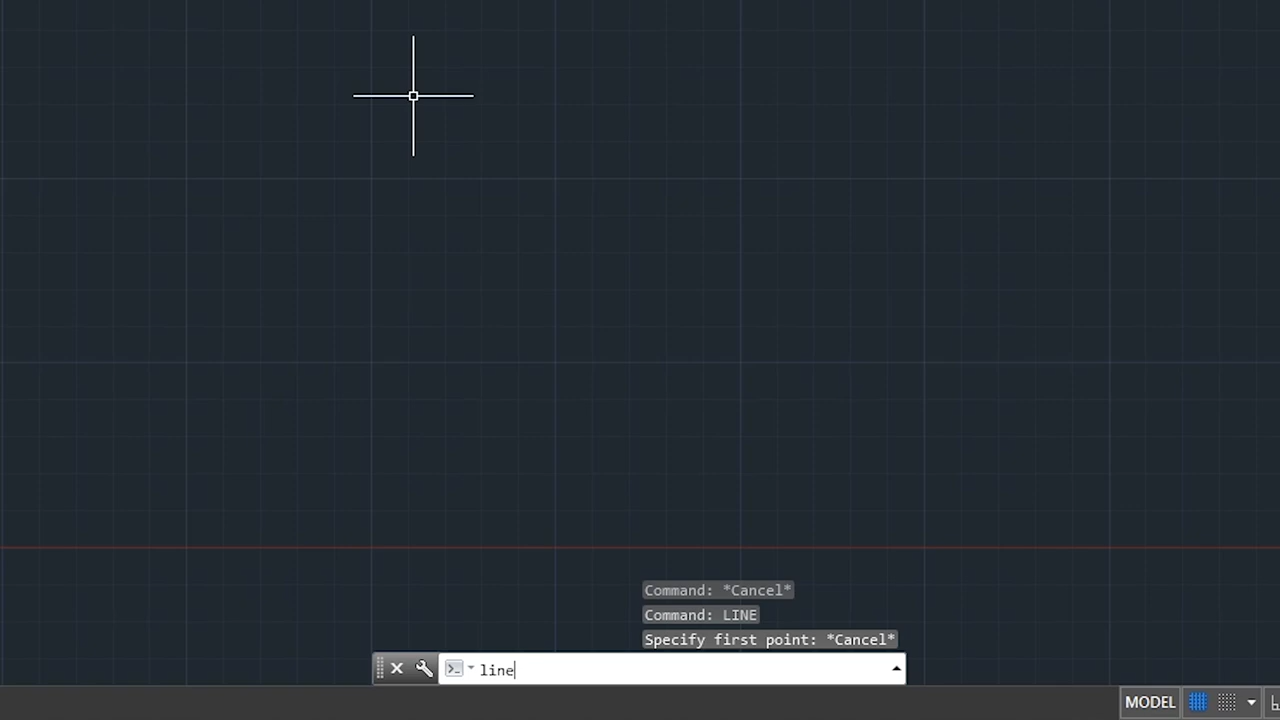 Command: *Cancel*
Command: LINE
Specify first point: *Cancel*
line
MODEL